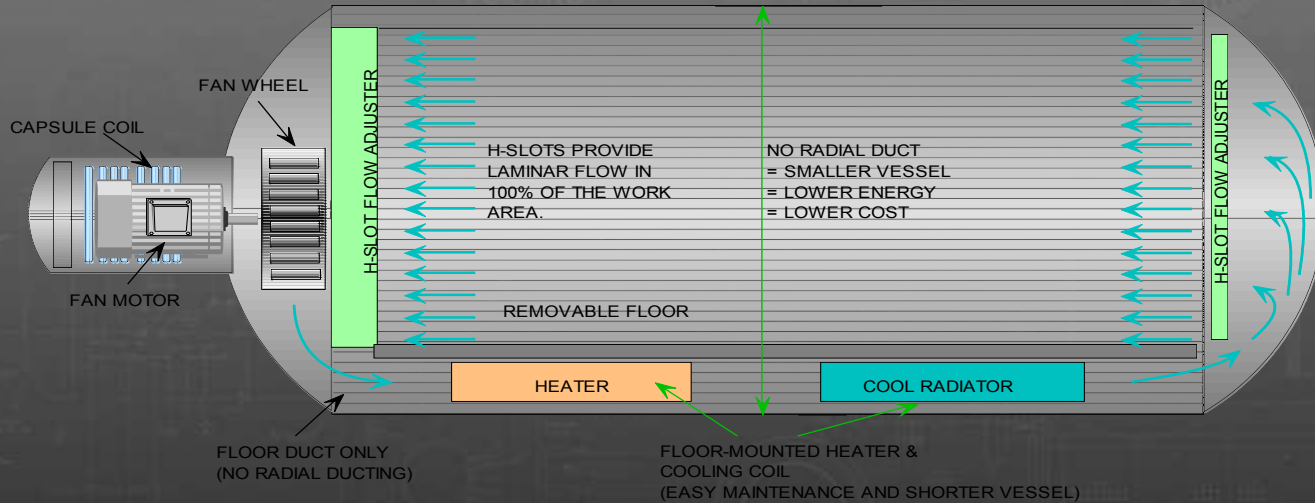 FAN WHEEL
CAPSULE COIL
FAN MOTOR
H-SLOT FLOW ADJUSTER
H-SLOTS PROVIDE
LAMINAR FLOW IN
100% OF THE WORK
AREA.
NO RADIAL DUCT
= SMALLER VESSEL
= LOWER ENERGY
= LOWER COST
H-SLOT FLOW ADJUSTER
REMOVABLE FLOOR
HEATER
COOL RADIATOR
FLOOR DUCT ONLY
(NO RADIAL DUCTING)
FLOOR-MOUNTED HEATER &
COOLING COIL
(EASY MAINTENANCE AND SHORTER VESSEL)